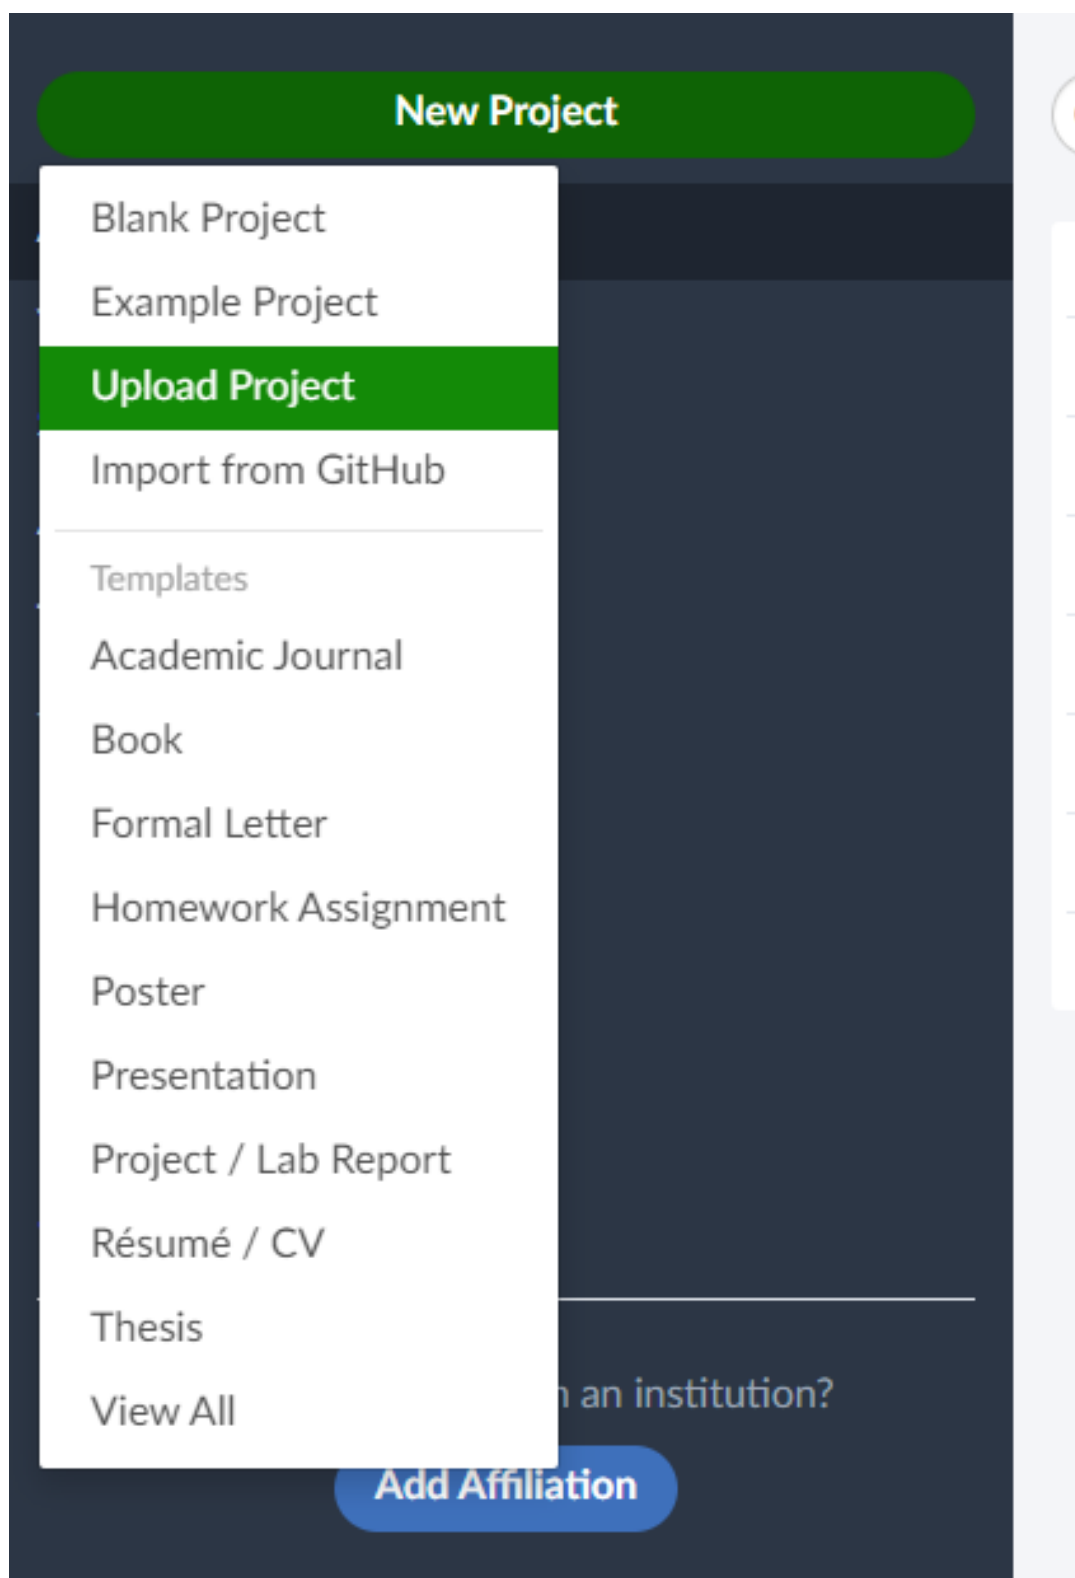 New Project
Blank Project
Example Project
Upload Project
Import from GitHub
Templates
Academic Journal
Book
Formal Letter
Homework Assignment
Poster
Presentation
Project / Lab Report
Résumé / CV
Thesis
an institution?
View All
Add Affiliation